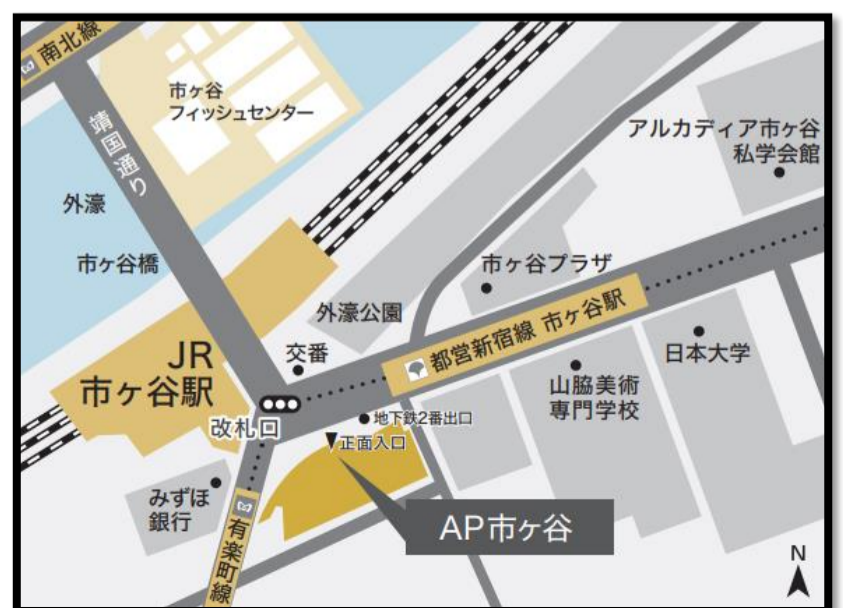 南北線
市ヶ谷
フィッシュセンター
靖国通り
アルカディア市ヶ谷
私学会館
外濠
市ヶ谷橋
市ヶ谷プラザ
外濠公園
都営新宿線 市ヶ谷駅
交番
JR
市ヶ谷駅
日本大学
山脇美術
専門学校
改札口
地下鉄2番出口
正面入口
みずほ
銀行
有楽町線
AP市ヶ谷
N